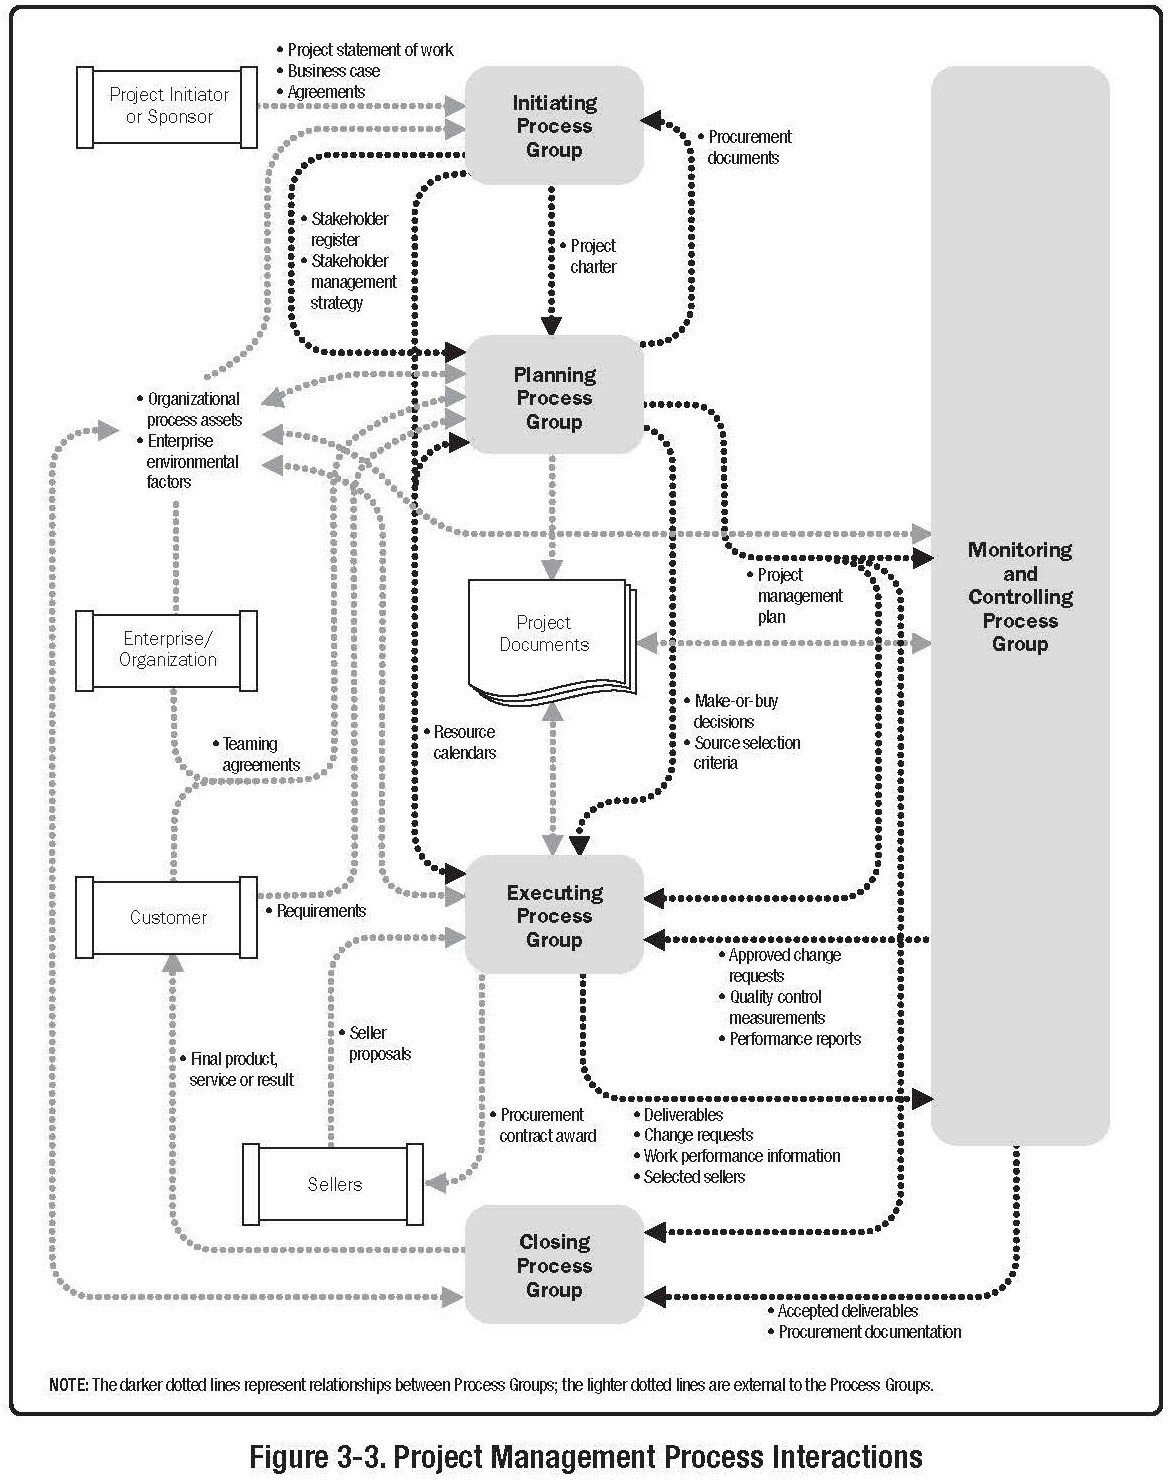 • Project statement of work
• Business case
• Agreements
Project Initiator
or Sponsor
Initiating
Process
Group
• Procurement
documents
• Stakeholder
register
• Stakeholder
management
strategy
• Project
charter
Planning
Process
Group
• Organizational
process assets
• Enterprise
environmental
factors
Monitoring
and
Controlling
Process
Group
• Project
management
plan
Project
Documents
Enterprise/
Organization
• Make-or-buy
decisions
• Source selection
criteria
• Resource
calendars
• Teaming
agreements
Executing
Process
Group
Customer
• Requirements
• Approved change
requests
• Quality control
measurements
• Performance reports
• Seller
proposals
• Final product,
service or result
• Procurement
contract award
• Deliverables
• Change requests
• Work performance information
• Selected sellers
Sellers
Closing
Process
Group
• Accepted deliverables
• Procurement documentation
NOTE: The darker dotted lines represent relationships between Process Groups; the lighter dotted lines are external to the Process Groups.
Figure 3-3. Project Management Process Interactions